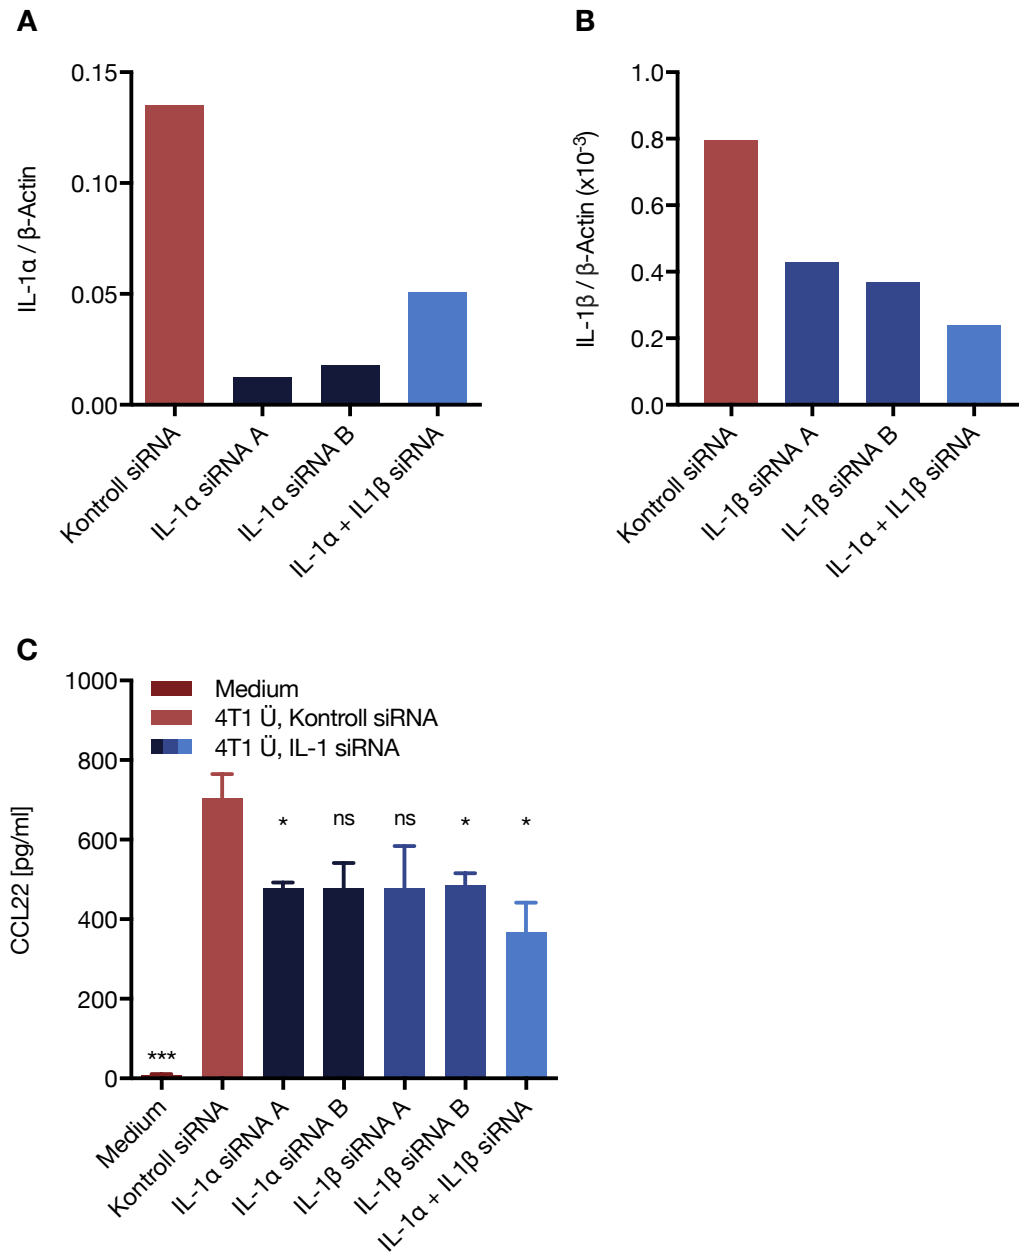 A
IL-1α / β-Actin
0.15
0.10
0.05
0.00
Kontroll siRNA
IL-1α siRNA A
IL-1α siRNA B
IL-1α + IL1β siRNA
B
IL-1β / β-Actin (x10⁻³)
1.0
0.8
0.6
0.4
0.2
0.0
Kontroll siRNA
IL-1β siRNA A
IL-1β siRNA B
IL-1α + IL1β siRNA
C
CCL22 [pg/ml]
1000
800
600
400
200
0
Medium
4T1 Ü, Kontroll siRNA
4T1 Ü, IL-1 siRNA
***
*
ns
ns
*
*
Medium
Kontroll siRNA
IL-1α siRNA A
IL-1α siRNA B
IL-1β siRNA A
IL-1β siRNA B
IL-1α + IL1β siRNA